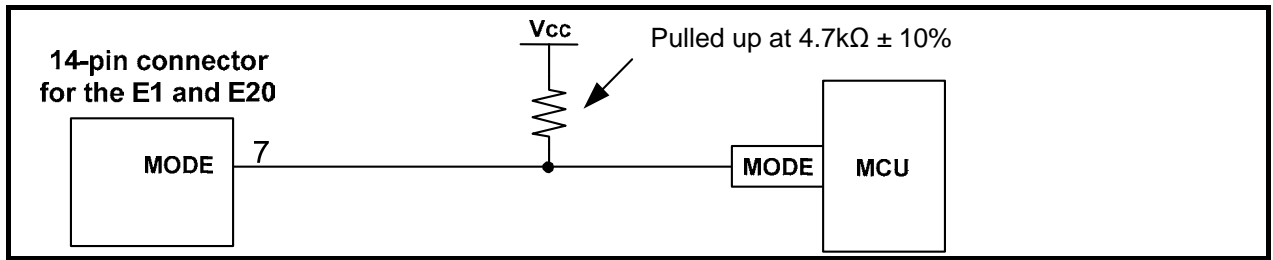 Vcc
Pulled up at 4.7kΩ ± 10%
14-pin connector
for the E1 and E20
MODE
7
MODE
MCU